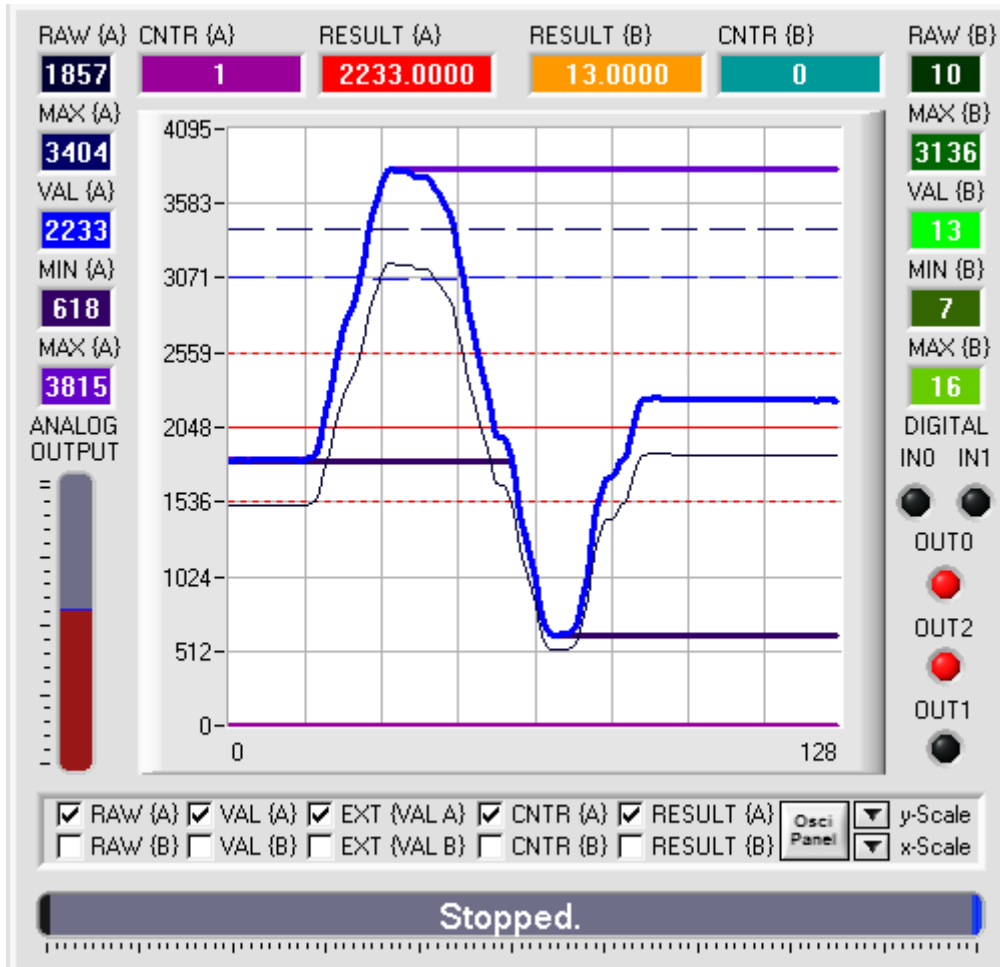 RAW {A} CNTR {A} RESULT {A} RESULT {B} CNTR {B} RAW {B}
1857 1 2233.0000 13.0000 0 10
MAX {A} MAX {B}
3404 3136
VAL {A} VAL {B}
2233 13
MIN {A} MIN {B}
618 7
MAX {A} MAX {B}
3815 16
ANALOG OUTPUT
DIGITAL
IN0 IN1
OUT0
OUT2
OUT1
4095
3583
3071
2559
2048
1536
1024
512
0
0 128
RAW {A} VAL {A} EXT {VAL A} CNTR {A} RESULT {A} Osci Panel y-Scale
RAW {B} VAL {B} EXT {VAL B} CNTR {B} RESULT {B} x-Scale
Stopped.